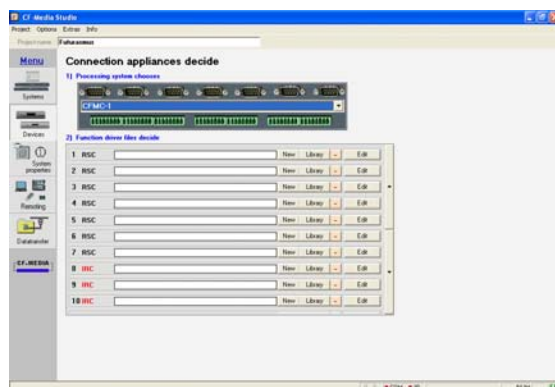 CF-Media Studio
Project Options Extras Info
Project name Futurasmus
Menu
Connection appliances decide
1) Processing system chooses
Systems
CFMC-1
Devices
2) Function driver files decide
1 RSC New Library - Edit
2 RSC New Library - Edit
System properties
3 RSC New Library - Edit
4 RSC New Library - Edit
Remoting
5 RSC New Library - Edit
6 RSC New Library - Edit
Datatransfer
7 RSC New Library - Edit
CF-MEDIA
8 IRC New Library - Edit
9 IRC New Library - Edit
10 IRC New Library - Edit